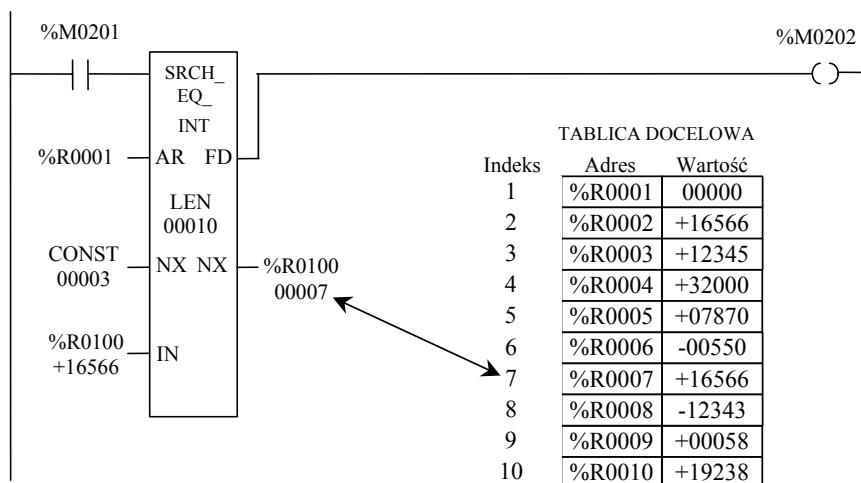 %M0201
%M0202
SRCH_
EQ_
INT
%R0001
AR FD
LEN
00010
CONST
00003
NX NX
%R0100
00007
%R0100
+16566
IN
TABLICA DOCELOWA
Indeks Adres Wartość
1 %R0001 00000
2 %R0002 +16566
3 %R0003 +12345
4 %R0004 +32000
5 %R0005 +07870
6 %R0006 -00550
7 %R0007 +16566
8 %R0008 -12343
9 %R0009 +00058
10 %R0010 +19238